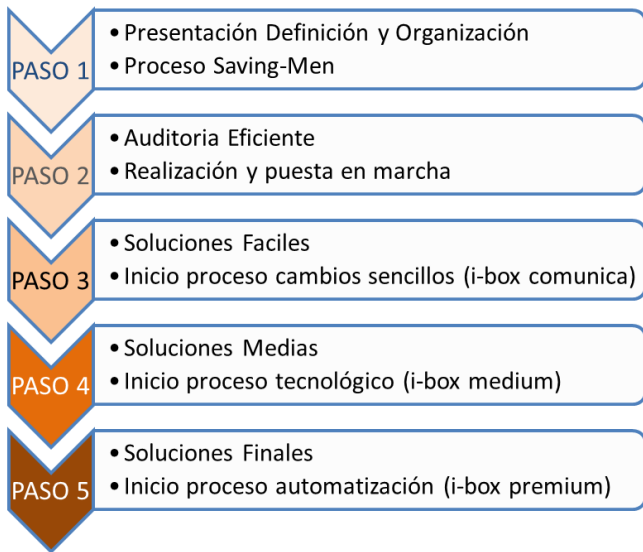 PASO 1
• Presentación Definición y Organización
• Proceso Saving-Men
PASO 2
• Auditoria Eficiente
• Realización y puesta en marcha
PASO 3
• Soluciones Faciles
• Inicio proceso cambios sencillos (i-box comunica)
PASO 4
• Soluciones Medias
• Inicio proceso tecnológico (i-box medium)
PASO 5
• Soluciones Finales
• Inicio proceso automatización (i-box premium)